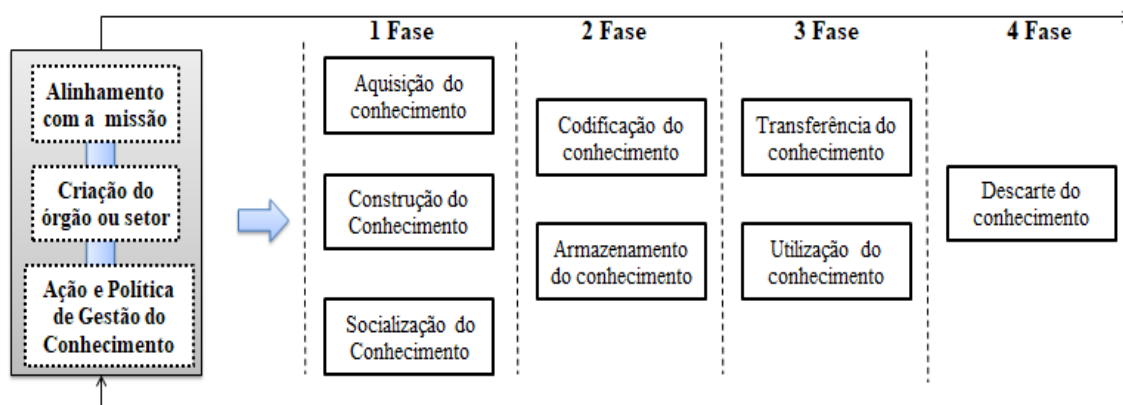 Alinhamento
com a missão
Criação do
órgão ou setor
Ação e Política
de Gestão do
Conhecimento
1 Fase
Aquisição do
conhecimento
Construção do
Conhecimento
Socialização do
Conhecimento
2 Fase
Codificação do
conhecimento
Armazenamento
do conhecimento
3 Fase
Transferência do
conhecimento
Utilização do
conhecimento
4 Fase
Descarte do
conhecimento